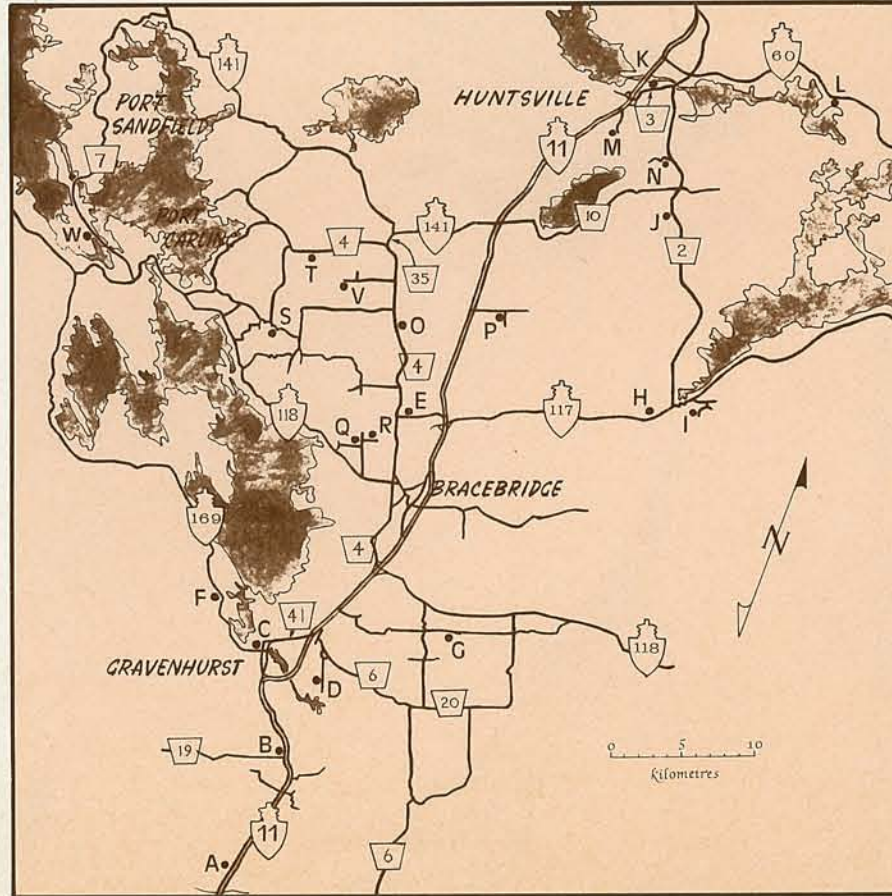 141
K
60
HUNTSVILLE
L
PORT
SANDFIELD
3
11
M
7
N
PORT
CARLING
W
141
10
J
4
T
35
2
V
S
O
P
4
118
E
H
117
I
Q
R
BRACEBRIDGE
169
4
N
F
41
C
G
118
GRAVENHURST
D
6
20
19
B
0 5 10
kilometres
11
A
6